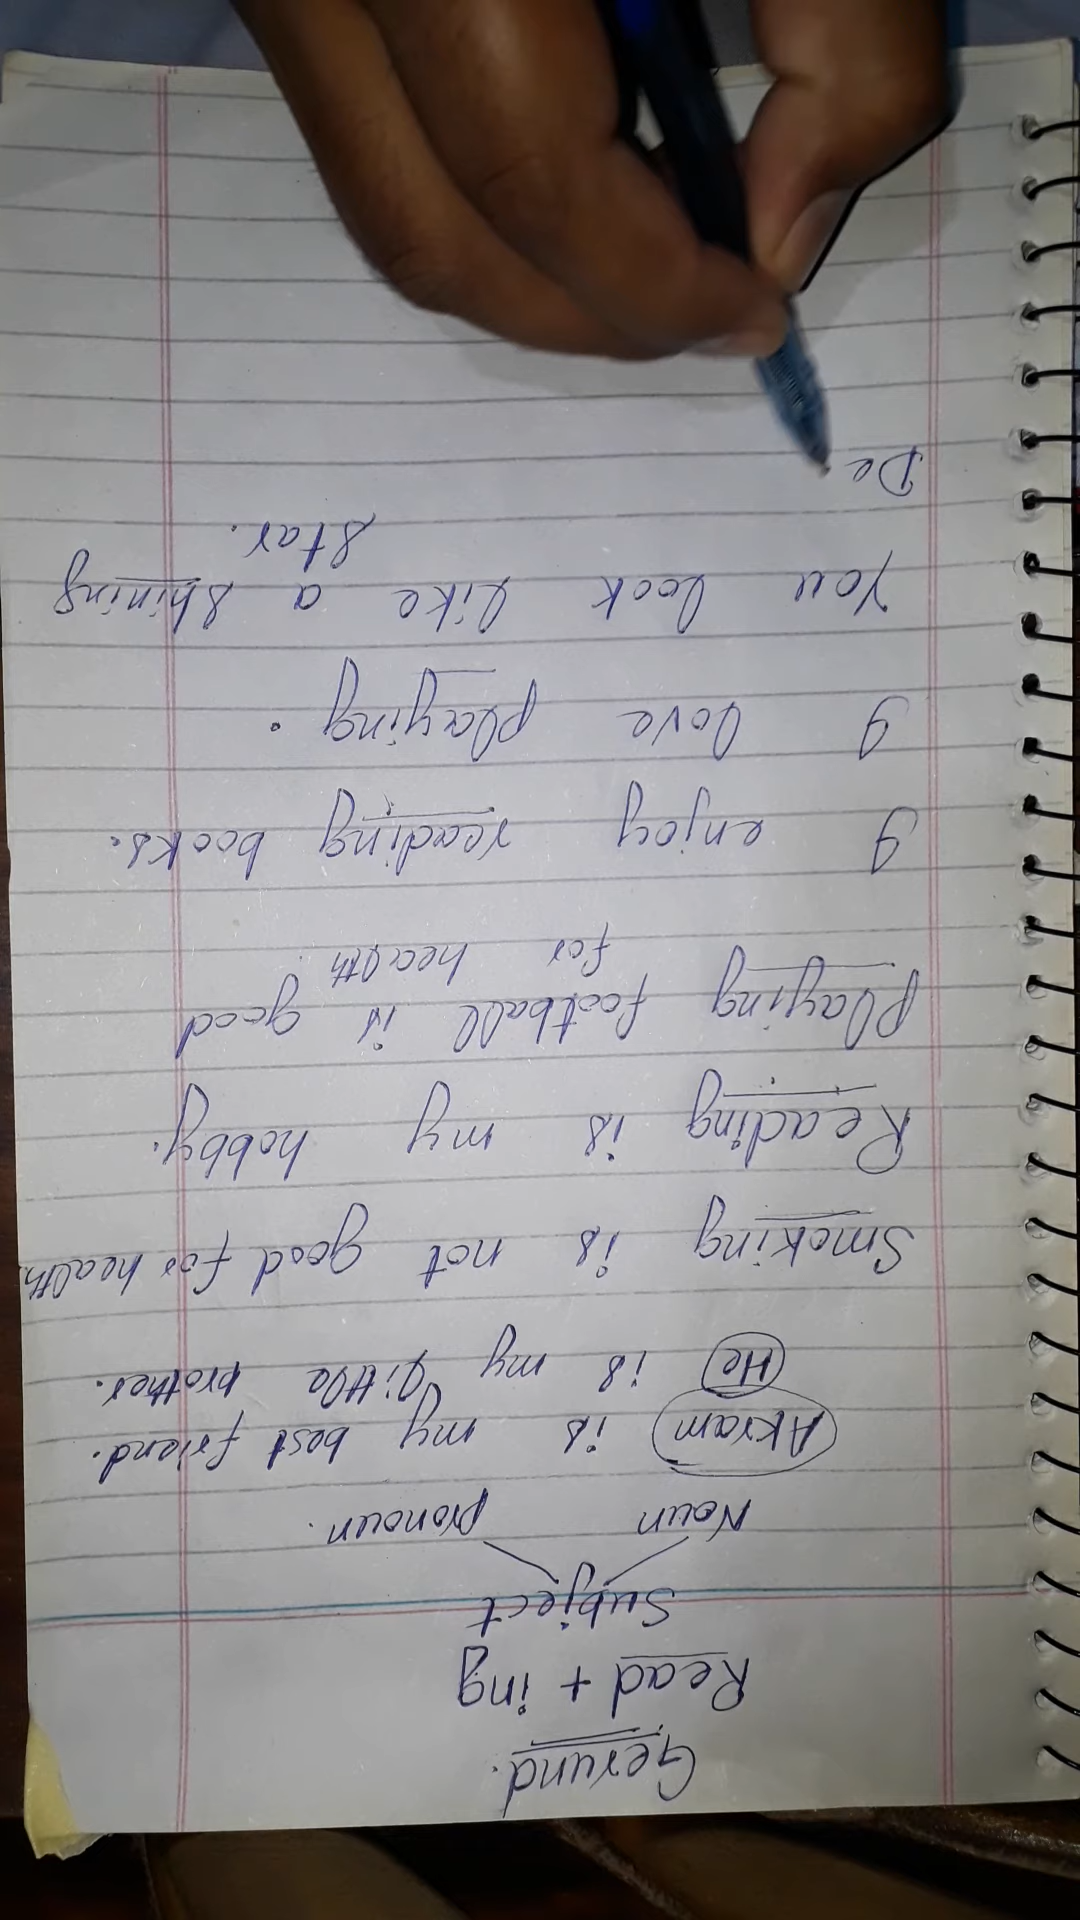 Gerund.
Read + ing
Subject
Noun pronoun.
Akram is my best friend.
He is my little brother.
Smoking is not good for health.
Reading is my hobby.
Playing football is good
for health
I enjoy reading books.
I love playing.
You look like a shining
star.
De